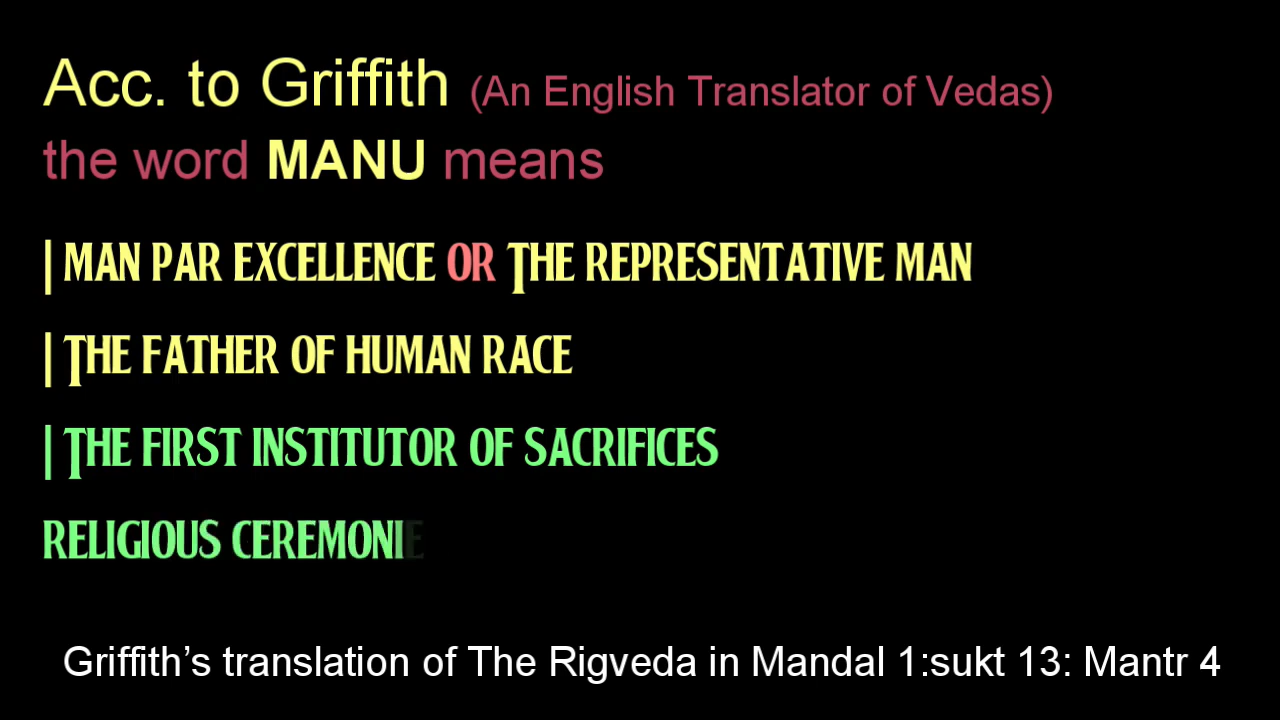 Acc. to Griffith (An English Translator of Vedas)
the word MANU means
| MAN PAR EXCELLENCE OR THE REPRESENTATIVE MAN
| THE FATHER OF HUMAN RACE
| THE FIRST INSTITUTOR OF SACRIFICES
RELIGIOUS CEREMONIE
Griffith’s translation of The Rigveda in Mandal 1:sukt 13: Mantr 4